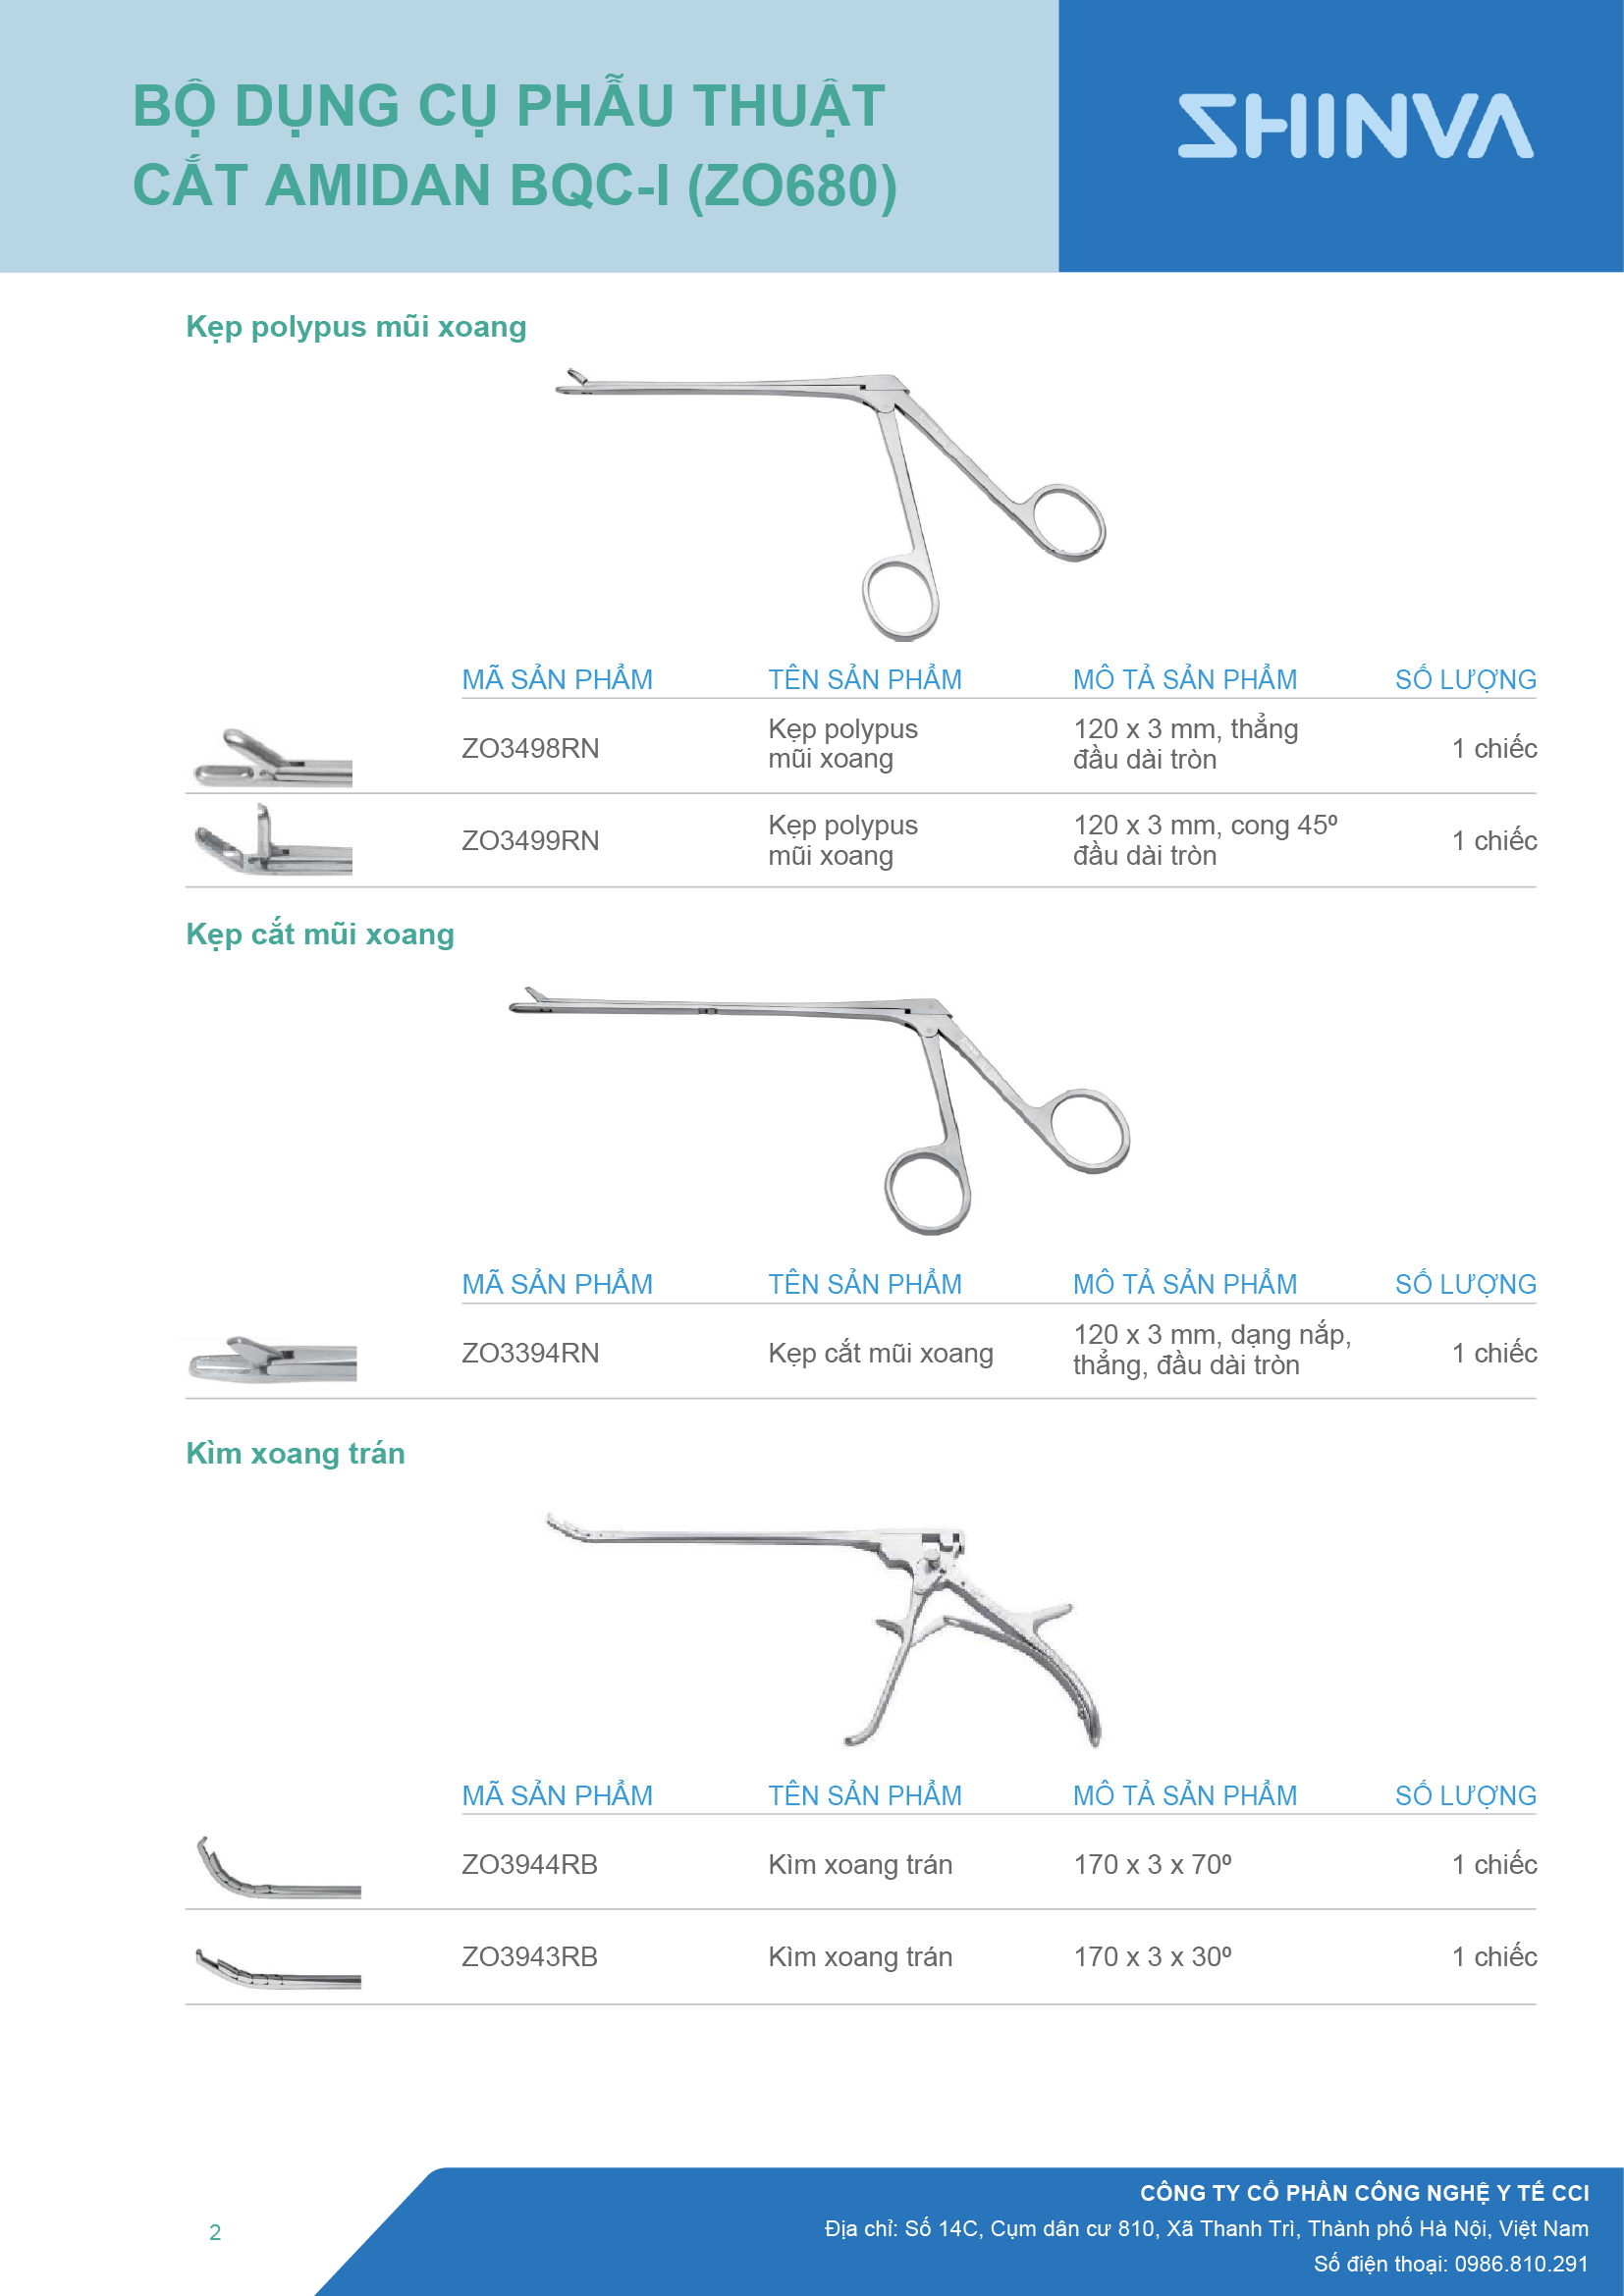 BỘ DỤNG CỤ PHẪU THUẬT
CẮT AMIDAN BQC-I (ZO680)
SHINVA
Kẹp polypus mũi xoang
MÃ SẢN PHẨM TÊN SẢN PHẨM MÔ TẢ SẢN PHẨM SỐ LƯỢNG
ZO3498RN Kẹp polypus mũi xoang 120 x 3 mm, thẳng đầu dài tròn 1 chiếc
ZO3499RN Kẹp polypus mũi xoang 120 x 3 mm, cong 45º đầu dài tròn 1 chiếc
Kẹp cắt mũi xoang
MÃ SẢN PHẨM TÊN SẢN PHẨM MÔ TẢ SẢN PHẨM SỐ LƯỢNG
ZO3394RN Kẹp cắt mũi xoang 120 x 3 mm, dạng nắp, thẳng, đầu dài tròn 1 chiếc
Kìm xoang trán
MÃ SẢN PHẨM TÊN SẢN PHẨM MÔ TẢ SẢN PHẨM SỐ LƯỢNG
ZO3944RB Kìm xoang trán 170 x 3 x 70º 1 chiếc
ZO3943RB Kìm xoang trán 170 x 3 x 30º 1 chiếc
2
CÔNG TY CỔ PHẦN CÔNG NGHỆ Y TẾ CCI
Địa chỉ: Số 14C, Cụm dân cư 810, Xã Thanh Trì, Thành phố Hà Nội, Việt Nam
Số điện thoại: 0986.810.291